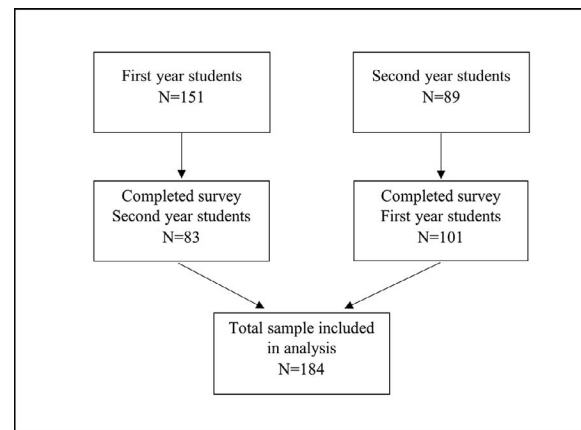 First year students
N=151
Second year students
N=89
Completed survey
Second year students
N=83
Completed survey
First year students
N=101
Total sample included
in analysis
N=184